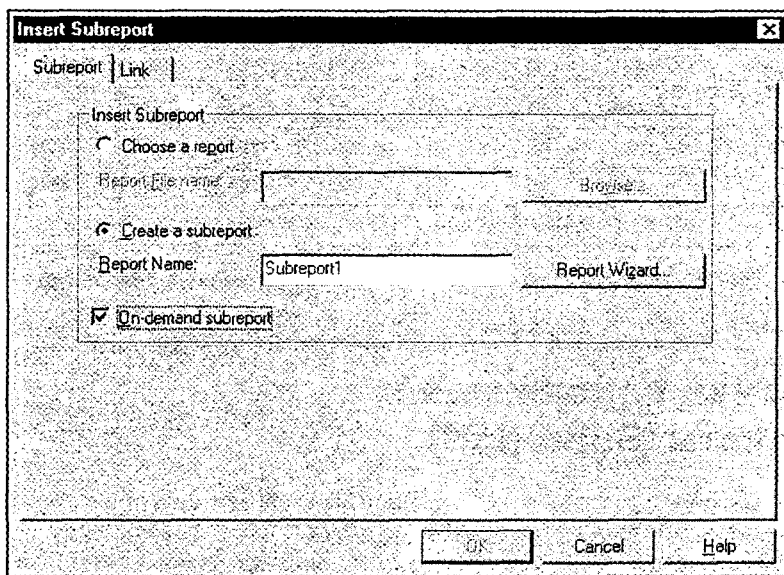 Insert Subreport
Subreport Link
Insert Subreport
Choose a report
Report File name:
Browse...
Create a subreport
Report Name: Subreport1 Report Wizard...
On-demand subreport
OK Cancel Help